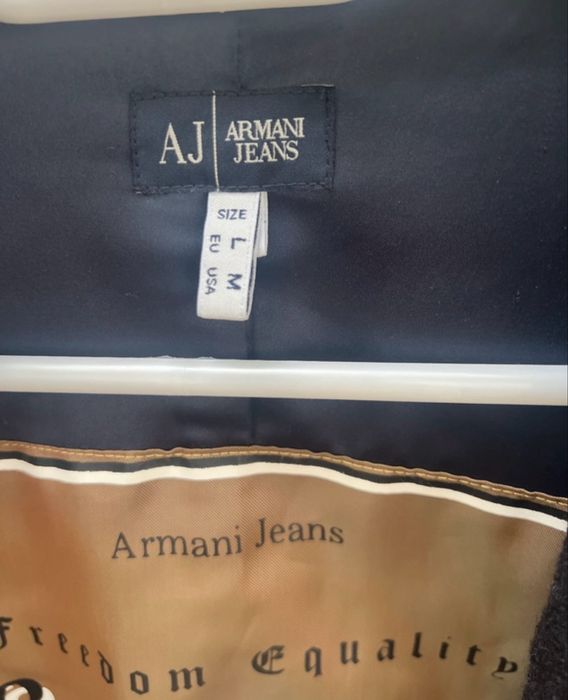 AJ
ARMANI
JEANS
SIZE
L M
EU USA
Armani Jeans
Freedom Equality